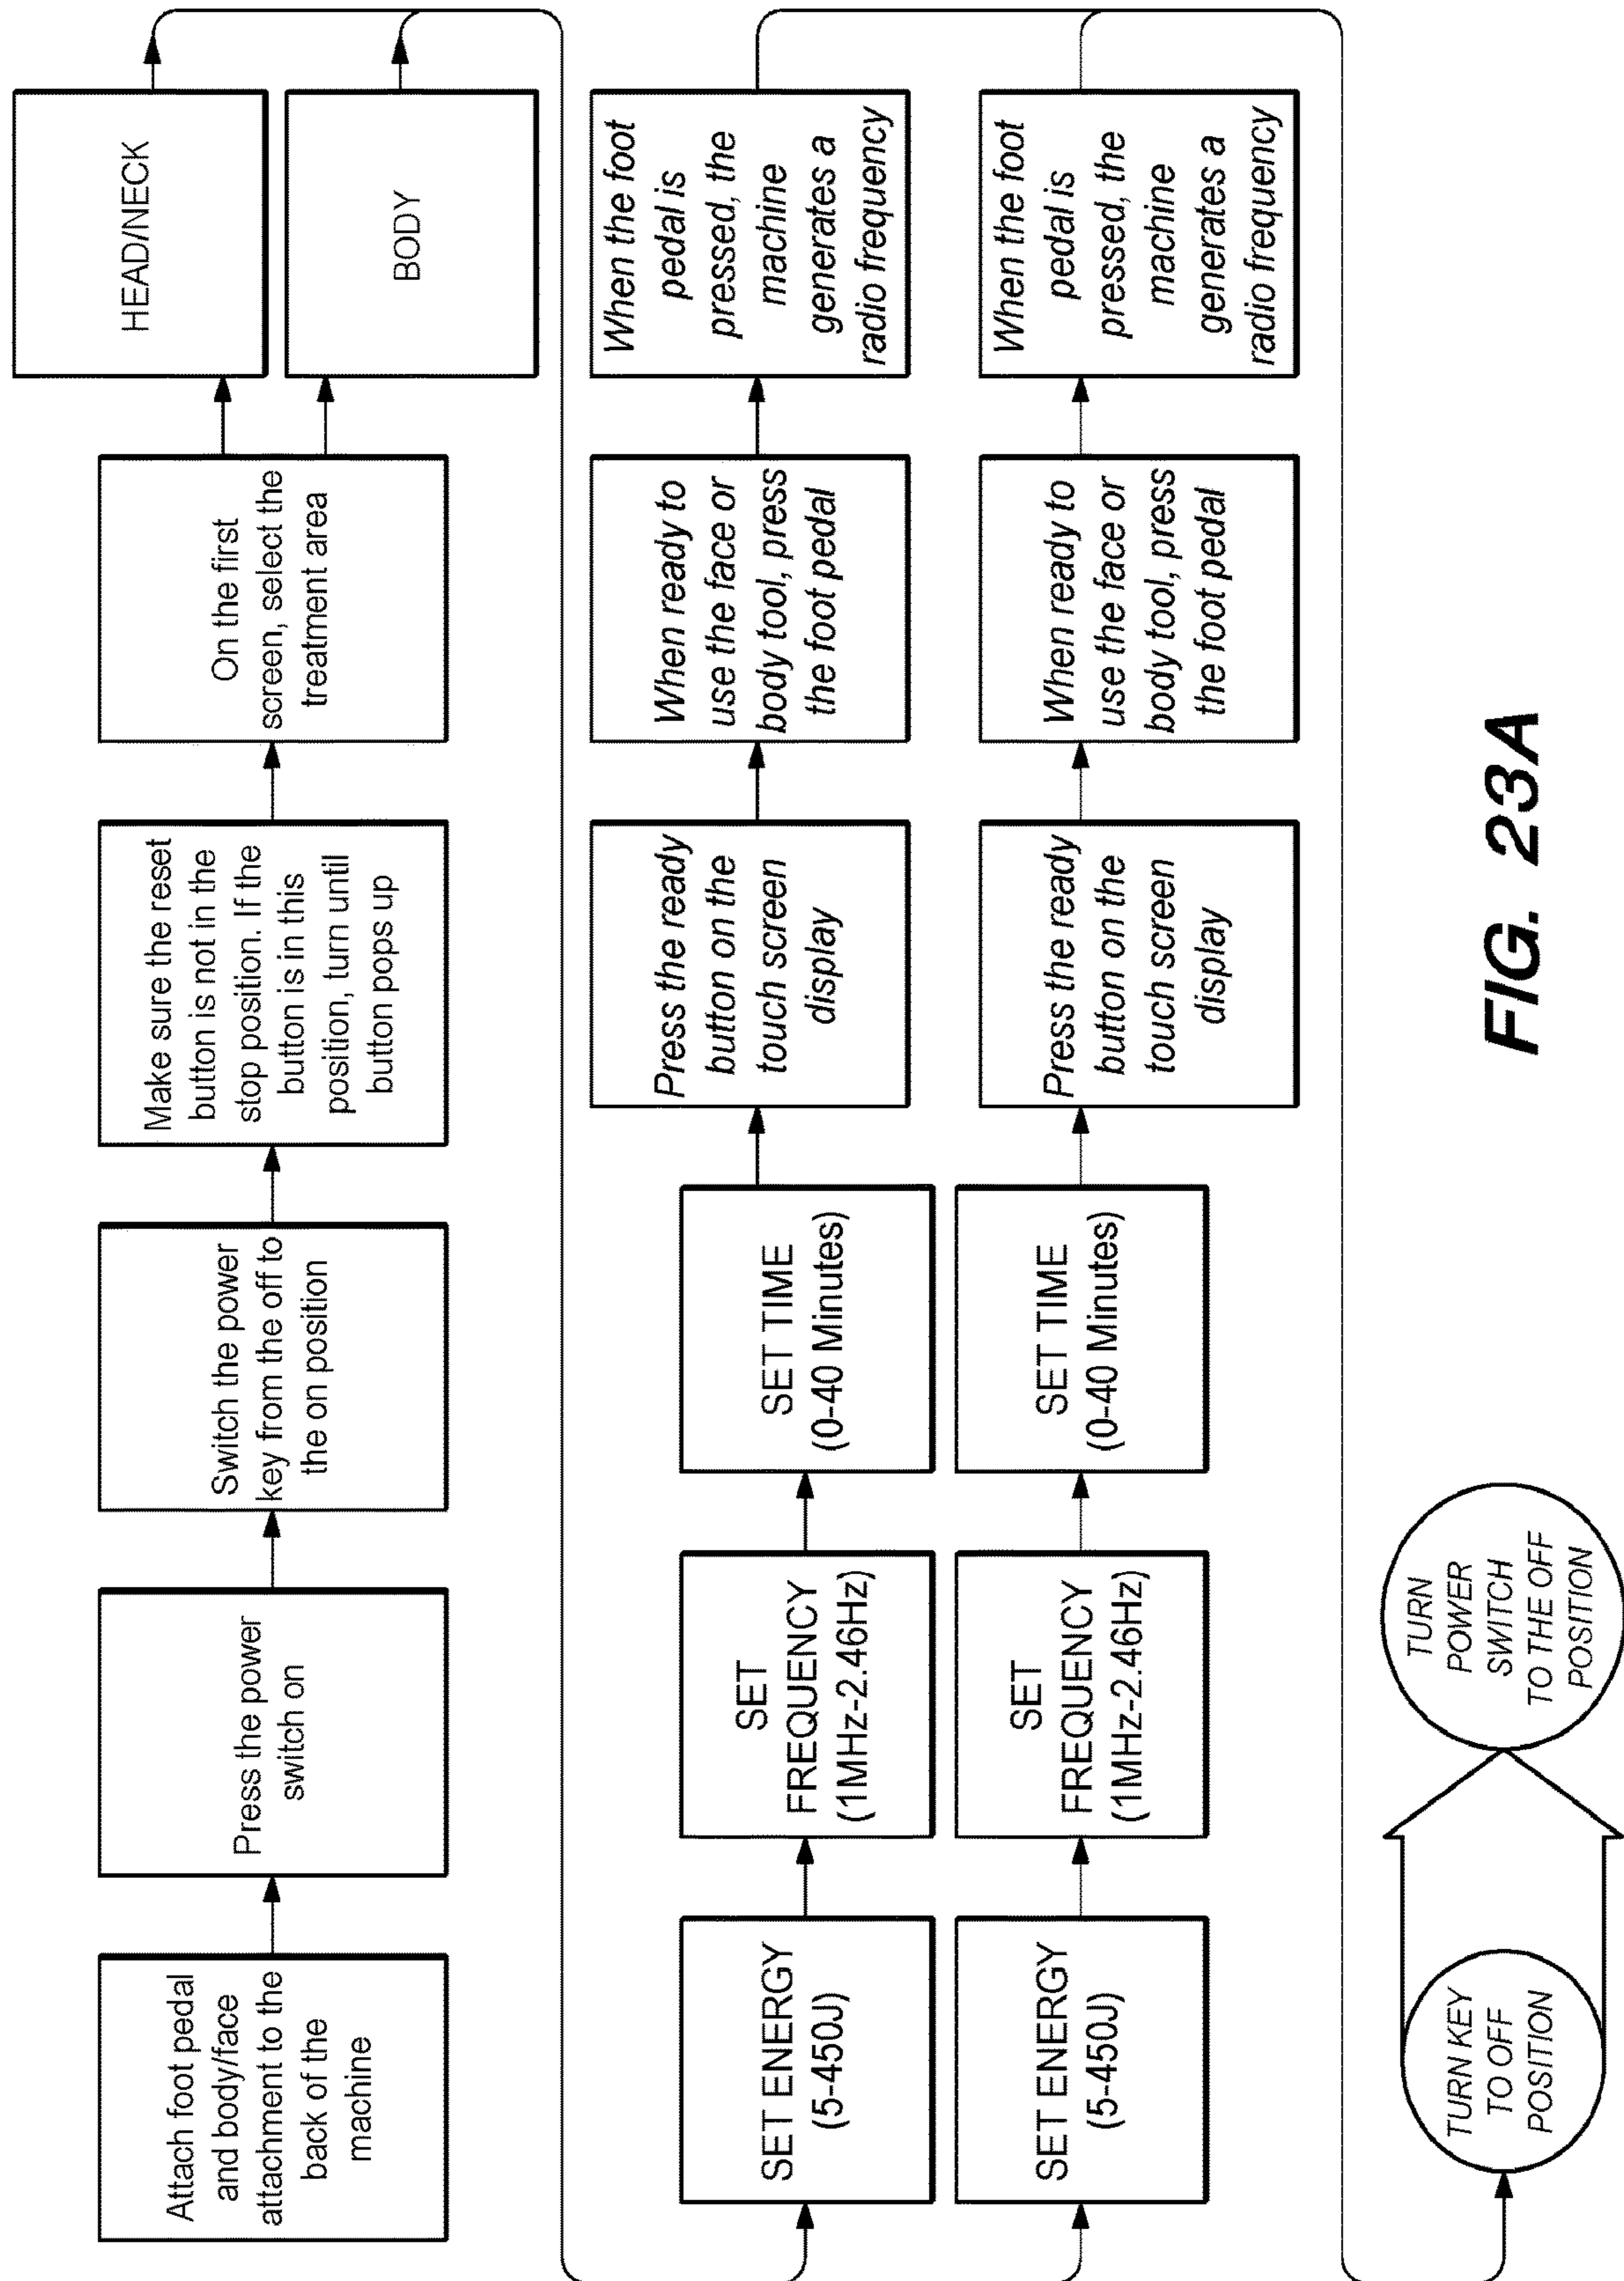 Attach foot pedal
and body/face
attachment to the
back of the
machine
Press the power
switch on
Switch the power
key from the off to
the on position
Make sure the reset
button is not in the
stop position. If the
button is in this
position, turn until
button pops up
On the first
screen, select the
treatment area
HEAD/NECK
BODY
SET ENERGY
(5-450J)
SET
FREQUENCY
(1MHz-2.46Hz)
SET TIME
(0-40 Minutes)
Press the ready
button on the
touch screen
display
When ready to
use the face or
body tool, press
the foot pedal
When the foot
pedal is
pressed, the
machine
generates a
radio frequency
SET ENERGY
(5-450J)
SET
FREQUENCY
(1MHz-2.46Hz)
SET TIME
(0-40 Minutes)
Press the ready
button on the
touch screen
display
When ready to
use the face or
body tool, press
the foot pedal
When the foot
pedal is
pressed, the
machine
generates a
radio frequency
TURN KEY
TO OFF
POSITION
TURN
POWER
SWITCH
TO THE OFF
POSITION
FIG. 23A